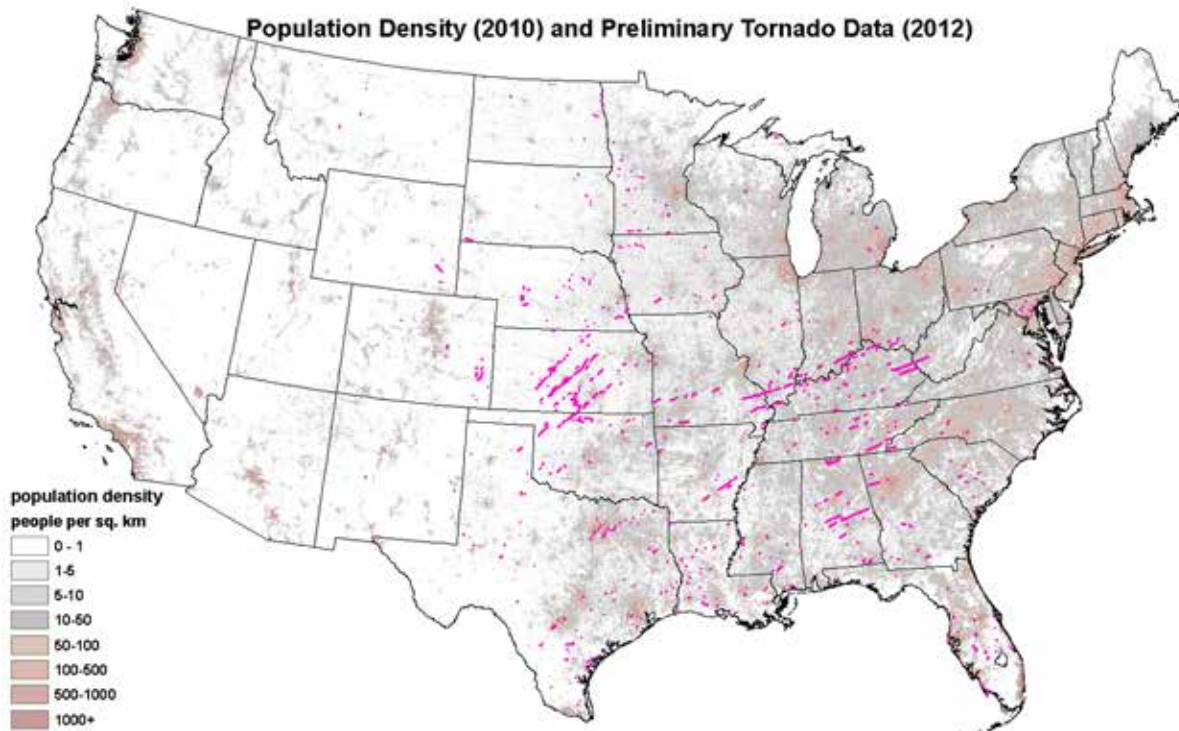 Population Density (2010) and Preliminary Tornado Data (2012)
population density
people per sq. km
0 - 1
1-5
5-10
10-50
50-100
100-500
500-1000
1000+